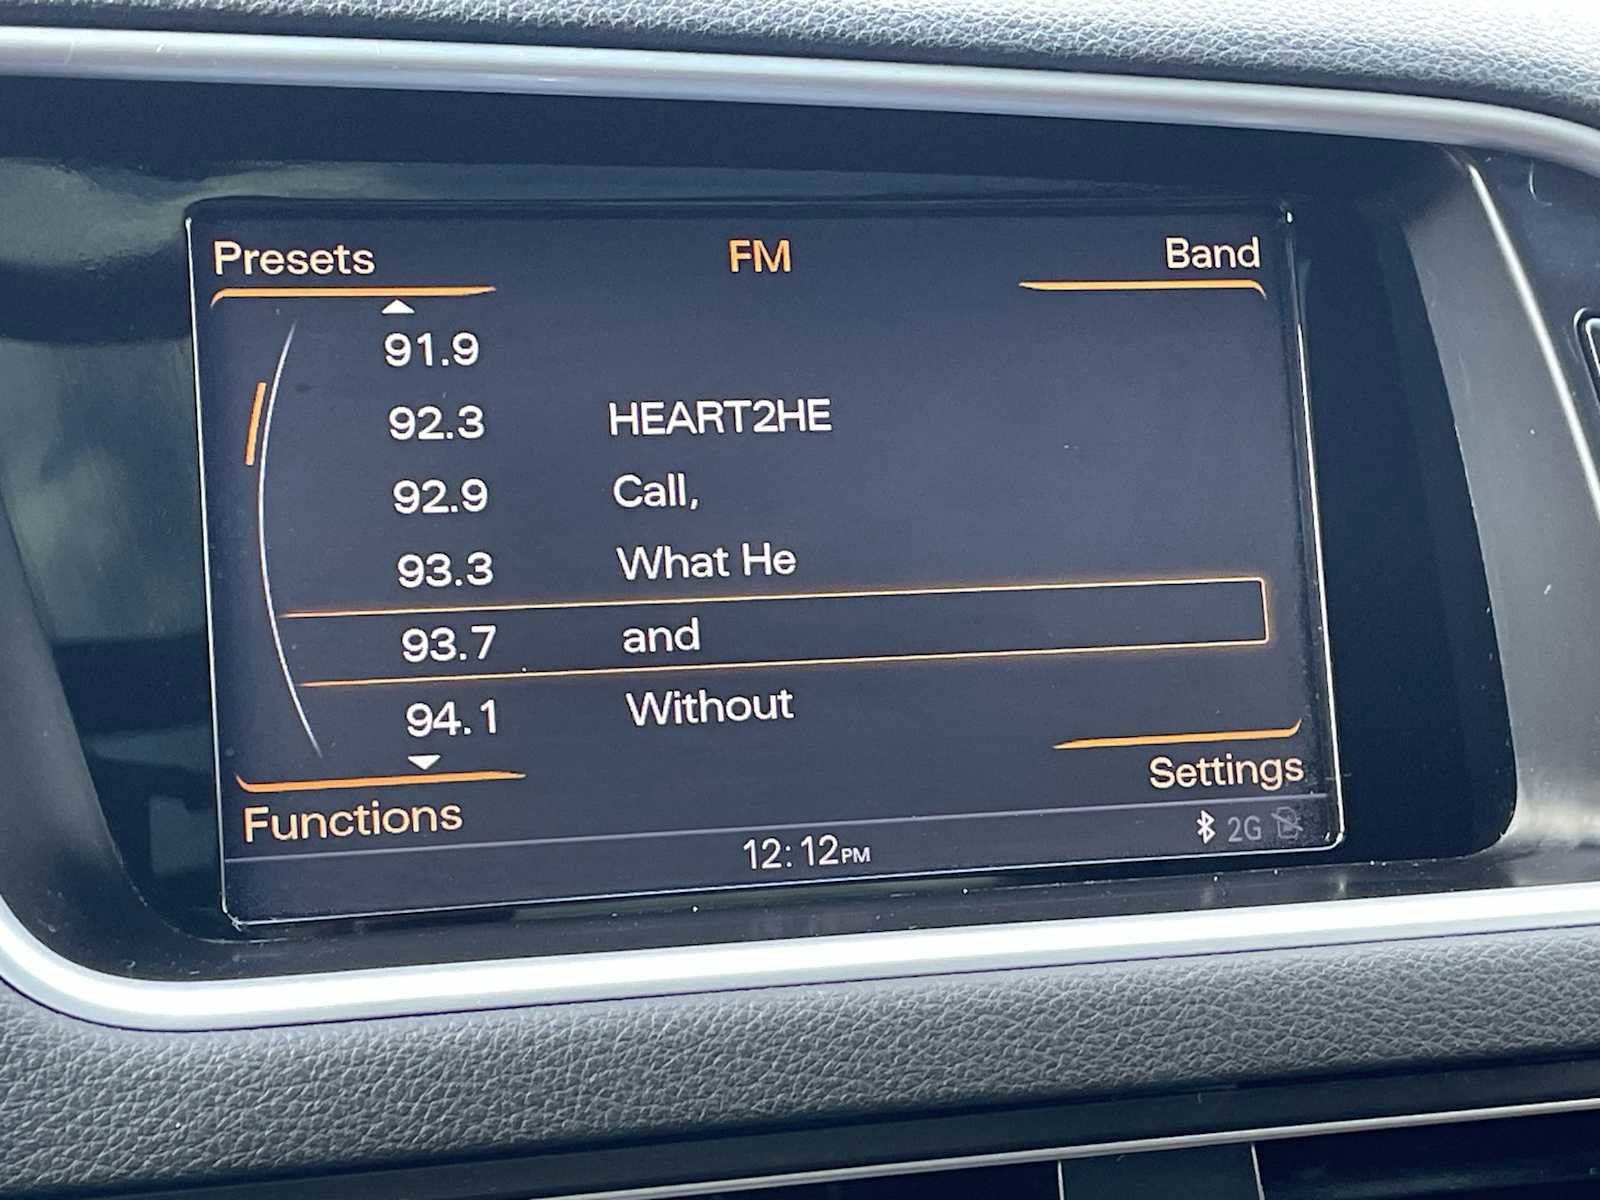 Presets FM Band
91.9
92.3 HEART2HE
92.9 Call,
93.3 What He
93.7 and
94.1 Without
Settings
Functions
12:12PM 2G